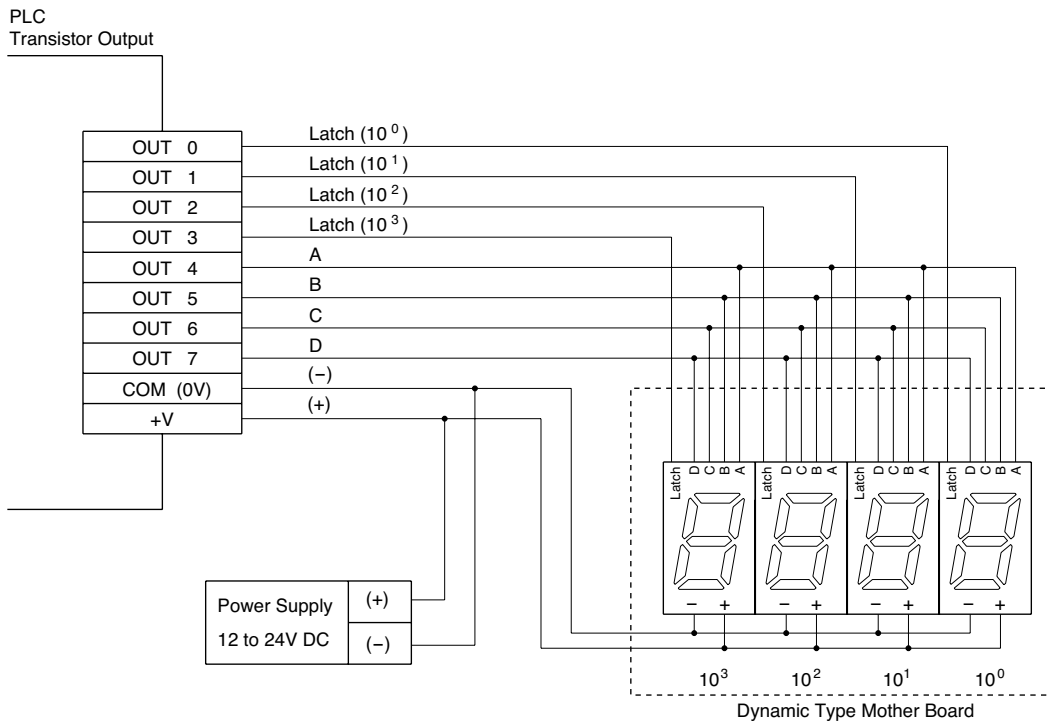 PLC
Transistor Output
OUT 0
OUT 1
OUT 2
OUT 3
OUT 4
OUT 5
OUT 6
OUT 7
COM (0V)
+V
Latch (10⁰)
Latch (10¹)
Latch (10²)
Latch (10³)
A
B
C
D
(−)
(+)
Latch D C B A
Latch D C B A
Latch D C B A
Latch D C B A
− +
− +
− +
− +
10³ 10² 10¹ 10⁰
Power Supply
12 to 24V DC
(+)
(−)
Dynamic Type Mother Board